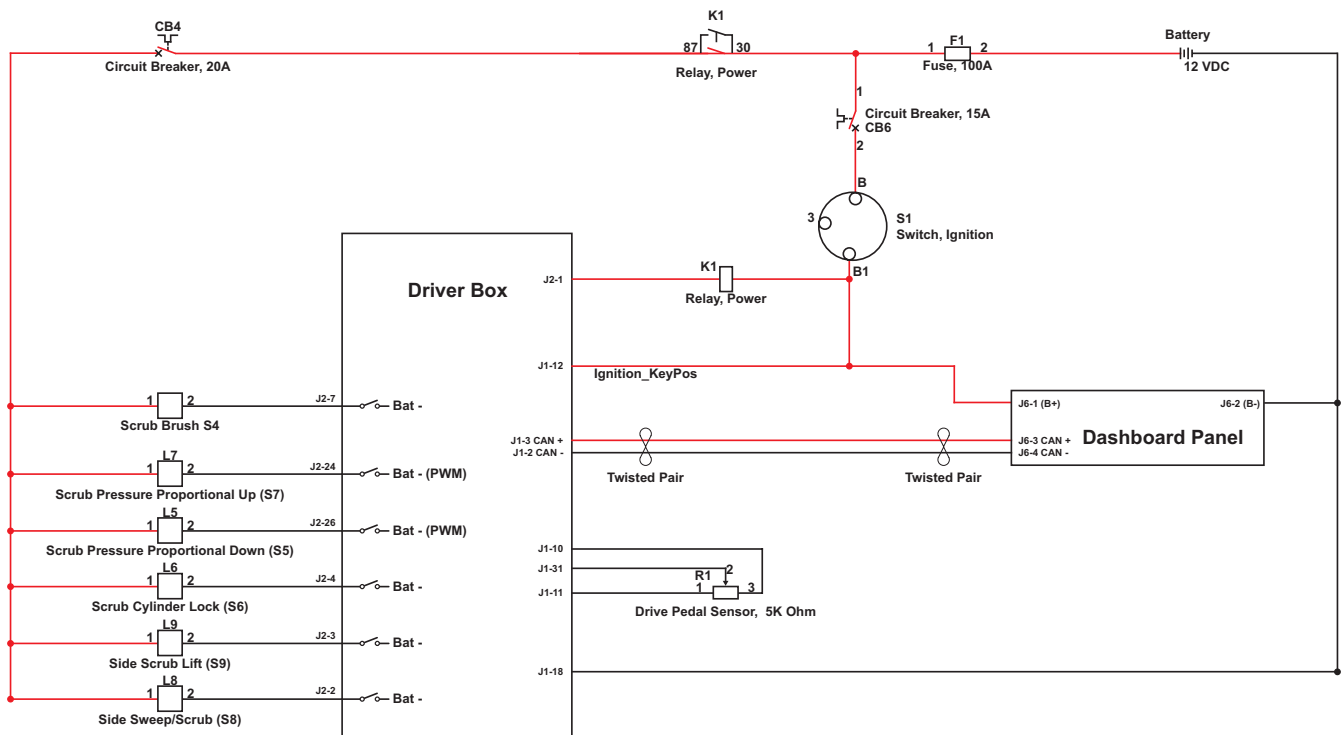 CB4
Circuit Breaker, 20A
K1
87
30
Relay, Power
1
F1
2
Fuse, 100A
Battery
12 VDC
1
Circuit Breaker, 15A
CB6
2
B
3
S1
Switch, Ignition
B1
Driver Box
J2-1
K1
Relay, Power
J1-12
Ignition_KeyPos
J6-1 (B+)
J6-2 (B-)
Dashboard Panel
J6-3 CAN +
J6-4 CAN -
J1-3 CAN +
J1-2 CAN -
Twisted Pair
Twisted Pair
1
2
J2-7
Bat -
Scrub Brush S4
L7
1
2
J2-24
Bat - (PWM)
Scrub Pressure Proportional Up (S7)
L5
1
2
J2-26
Bat - (PWM)
Scrub Pressure Proportional Down (S5)
L6
1
2
J2-4
Bat -
Scrub Cylinder Lock (S6)
L9
1
2
J2-3
Bat -
Side Scrub Lift (S9)
L8
1
2
J2-2
Bat -
Side Sweep/Scrub (S8)
J1-10
J1-31
J1-11
R1
2
1
3
Drive Pedal Sensor, 5K Ohm
J1-18